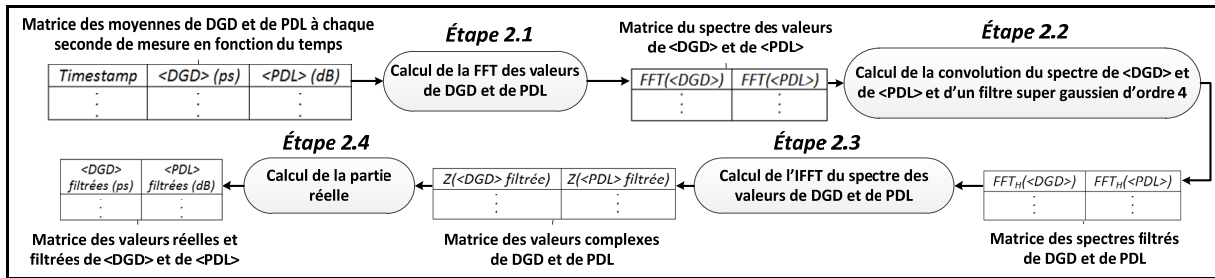 Matrice des moyennes de DGD et de PDL à chaque
seconde de mesure en fonction du temps
Timestamp <DGD> (ps) <PDL> (dB)
Étape 2.1
Calcul de la FFT des valeurs
de DGD et de PDL
Matrice du spectre des valeurs
de <DGD> et de <PDL>
FFT(<DGD>) FFT(<PDL>)
Étape 2.2
Calcul de la convolution du spectre de <DGD> et
de <PDL> et d'un filtre super gaussien d'ordre 4
FFTH(<DGD>) FFTH(<PDL>)
Matrice des spectres filtrés
de DGD et de PDL
Étape 2.3
Calcul de l'IFFT du spectre des
valeurs de DGD et de PDL
Z(<DGD> filtrée) Z(<PDL> filtrée)
Matrice des valeurs complexes
de DGD et de PDL
Étape 2.4
Calcul de la partie
réelle
<DGD> <PDL>
filtrées (ps) filtrées (dB)
Matrice des valeurs réelles et
filtrées de <DGD> et de <PDL>